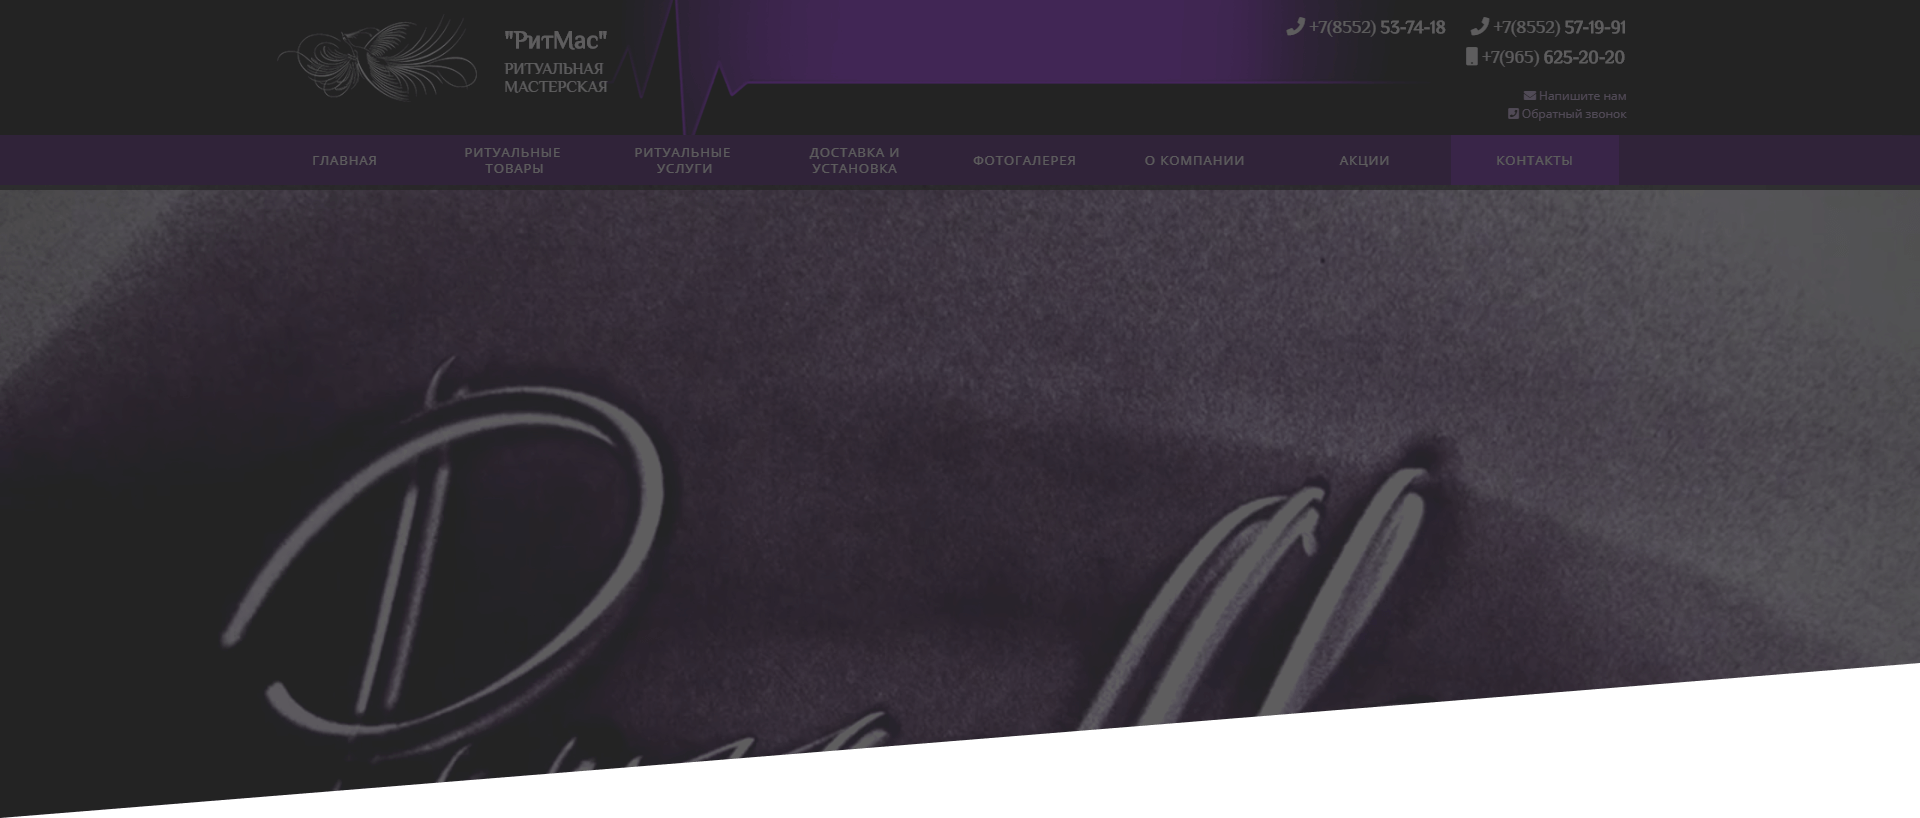 "РитМас"
РИТУАЛЬНАЯ
МАСТЕРСКАЯ
+7(8552) 53-74-18
+7(8552) 57-19-91
+7(965) 625-20-20
Напишите нам
Обратный звонок
ГЛАВНАЯ
РИТУАЛЬНЫЕ
ТОВАРЫ
РИТУАЛЬНЫЕ
УСЛУГИ
ДОСТАВКА И
УСТАНОВКА
ФОТОГАЛЕРЕЯ
О КОМПАНИИ
АКЦИИ
КОНТАКТЫ